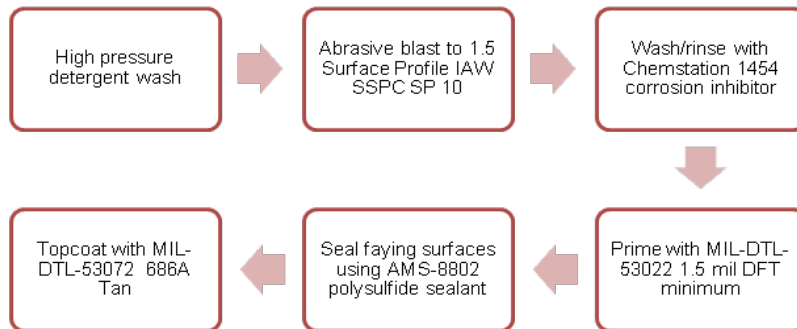 High pressure
detergent wash
Abrasive blast to 1.5
Surface Profile IAW
SSPC SP 10
Wash/rinse with
Chemstation 1454
corrosion inhibitor
Prime with MIL-DTL-
53022 1.5 mil DFT
minimum
Seal faying surfaces
using AMS-8802
polysulfide sealant
Topcoat with MIL-
DTL-53072 686A
Tan